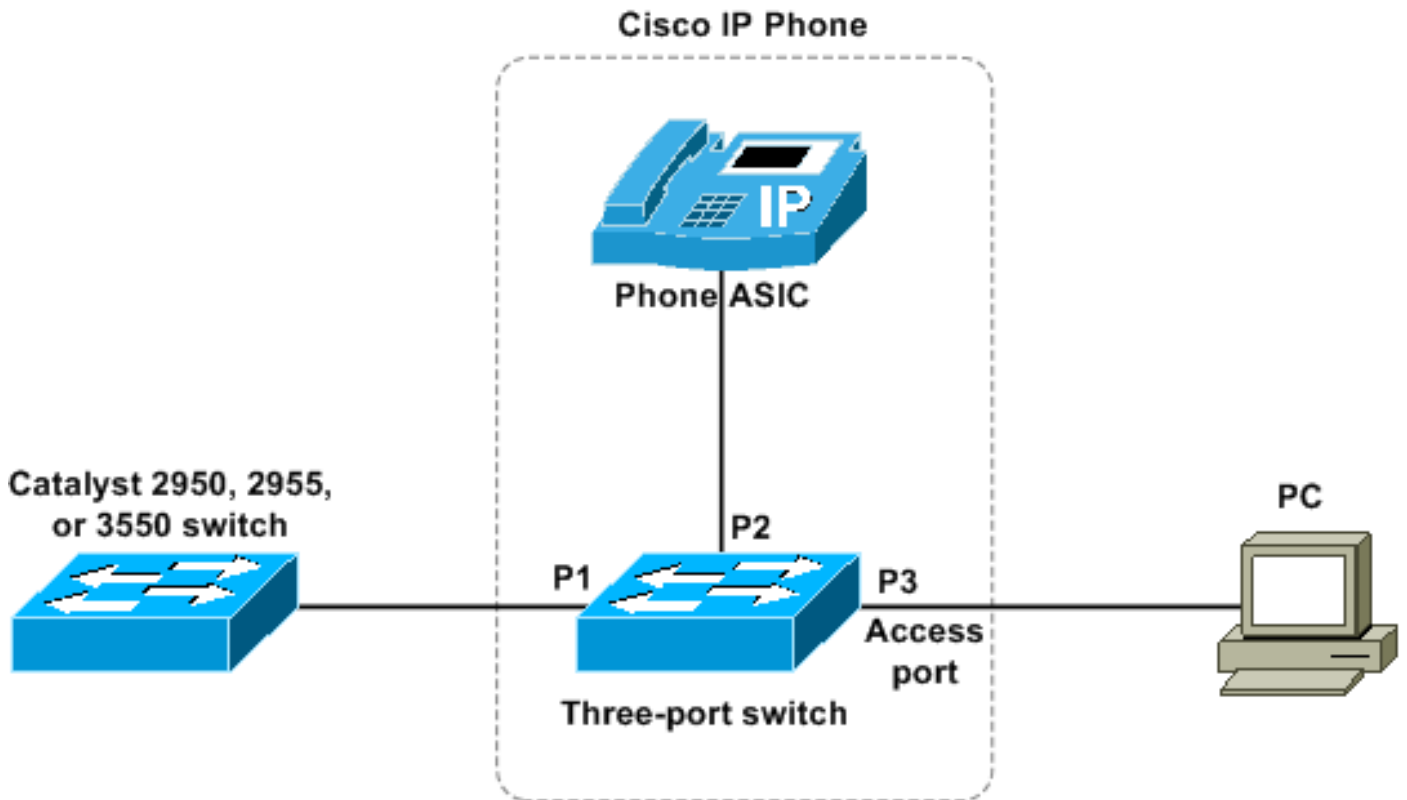 Cisco IP Phone
IP
Phone ASIC
Catalyst 2950, 2955,
or 3550 switch
P2
PC
P1
P3
Access
port
Three-port switch